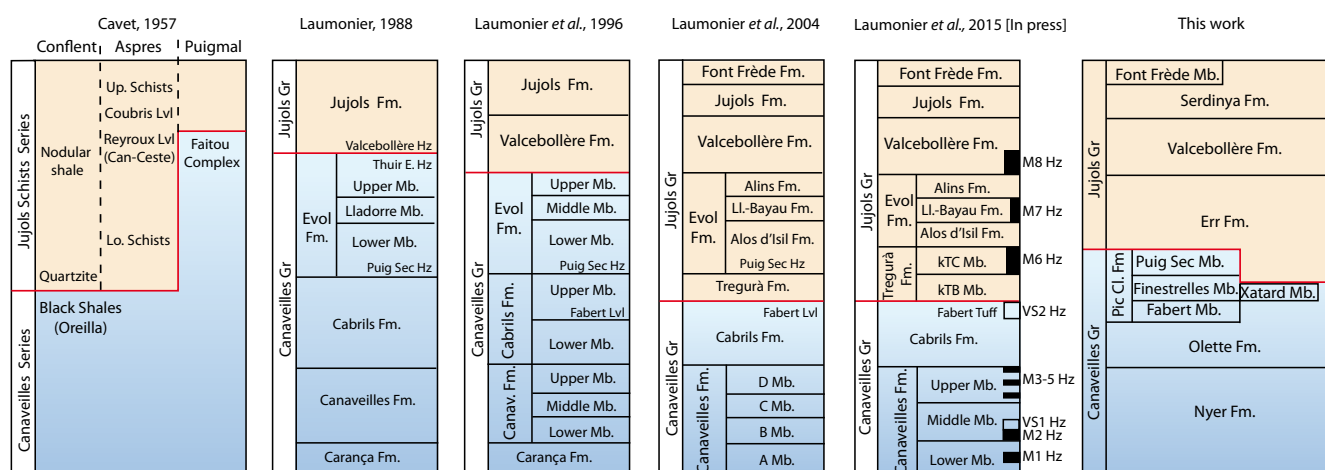 Cavet, 1957
Conflent
Aspres
Puigmal
Jujols Schists Series
Canaveilles Series
Nodular
shale
Quartzite
Up. Schists
Coubris Lvl
Reyroux Lvl
(Can-Ceste)
Lo. Schists
Faitou
Complex
Black Shales
(Oreilla)
Laumonier, 1988
Jujols Gr
Canaveilles Gr
Jujols Fm.
Valcebollère Hz
Evol
Fm.
Thuir E. Hz
Upper Mb.
Lladorre Mb.
Lower Mb.
Puig Sec Hz
Cabrils Fm.
Canaveilles Fm.
Carança Fm.
Laumonier et al., 1996
Jujols Gr
Canaveilles Gr
Jujols Fm.
Valcebollère Fm.
Evol
Fm.
Upper Mb.
Middle Mb.
Lower Mb.
Puig Sec Hz
Cabrils Fm.
Upper Mb.
Fabert Lvl
Lower Mb.
Canav. Fm.
Upper Mb.
Middle Mb.
Lower Mb.
Carança Fm.
Laumonier et al., 2004
Jujols Gr
Canaveilles Gr
Font Frède Fm.
Jujols Fm.
Valcebollère Fm.
Evol
Fm.
Alins Fm.
Ll.-Bayau Fm.
Alos d'Isil Fm.
Puig Sec Hz
Tregurà Fm.
Fabert Lvl
Cabrils Fm.
Canaveilles Fm.
D Mb.
C Mb.
B Mb.
A Mb.
Laumonier et al., 2015 [In press]
Jujols Gr
Canaveilles Gr
Font Frède Fm.
Jujols Fm.
Valcebollère Fm.
M8 Hz
Evol
Fm.
Alins Fm.
Ll.-Bayau Fm.
M7 Hz
Alos d'Isil Fm.
Tregurà
Fm.
kTC Mb.
M6 Hz
kTB Mb.
Fabert Tuff
VS2 Hz
Cabrils Fm.
Canaveilles Fm.
Upper Mb.
M3-5 Hz
Middle Mb.
VS1 Hz
M2 Hz
Lower Mb.
M1 Hz
This work
Jujols Gr
Canaveilles Gr
Font Frède Mb.
Serdinya Fm.
Valcebollère Fm.
Err Fm.
Pic Cl. Fm
Puig Sec Mb.
Finestrelles Mb.
Xatard Mb.
Fabert Mb.
Olette Fm.
Nyer Fm.